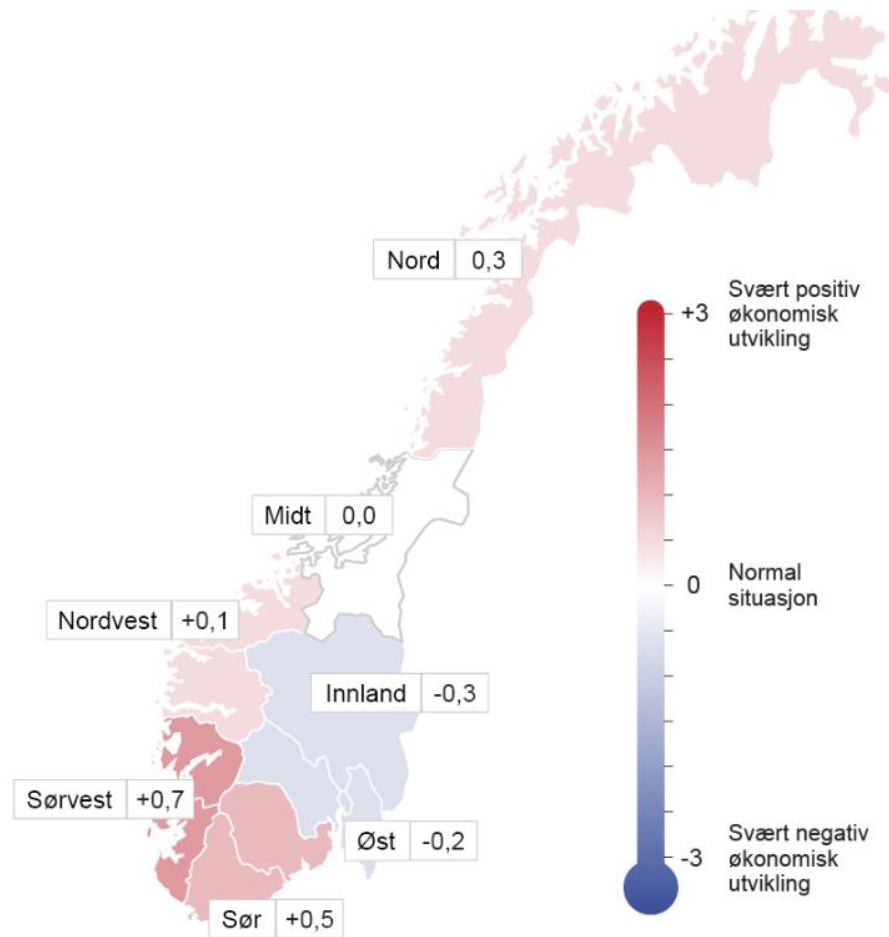 Nord 0,3
Svært positiv
økonomisk
utvikling
+3
Midt 0,0
0
Normal
situasjon
Nordvest +0,1
Innland -0,3
Sørvest +0,7
Øst -0,2
Svært negativ
økonomisk
utvikling
-3
Sør +0,5